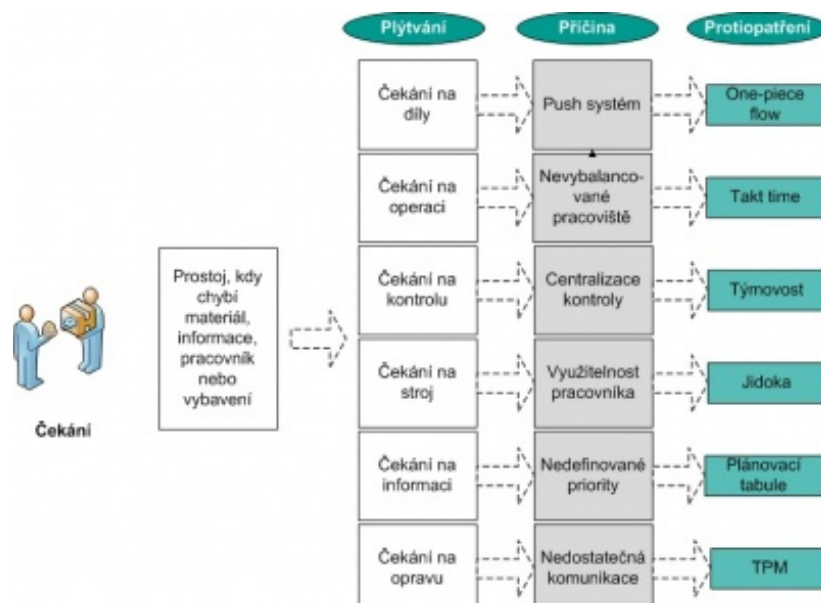 Plýtvání
Příčina
Protiopatření
Čekání na
díly
Push systém
One-piece
flow
Čekání na
operaci
Nevybalanco-
vané
pracoviště
Takt time
Prostoj, kdy
chybí
materiál,
informace,
pracovník
nebo
vybavení
Čekání
Čekání na
kontrolu
Centralizace
kontroly
Týmovost
Čekání na
stroj
Využitelnost
pracovníka
Jidoka
Čekání na
informaci
Nedefinované
priority
Plánovací
tabule
Čekání na
opravu
Nedostatečná
komunikace
TPM